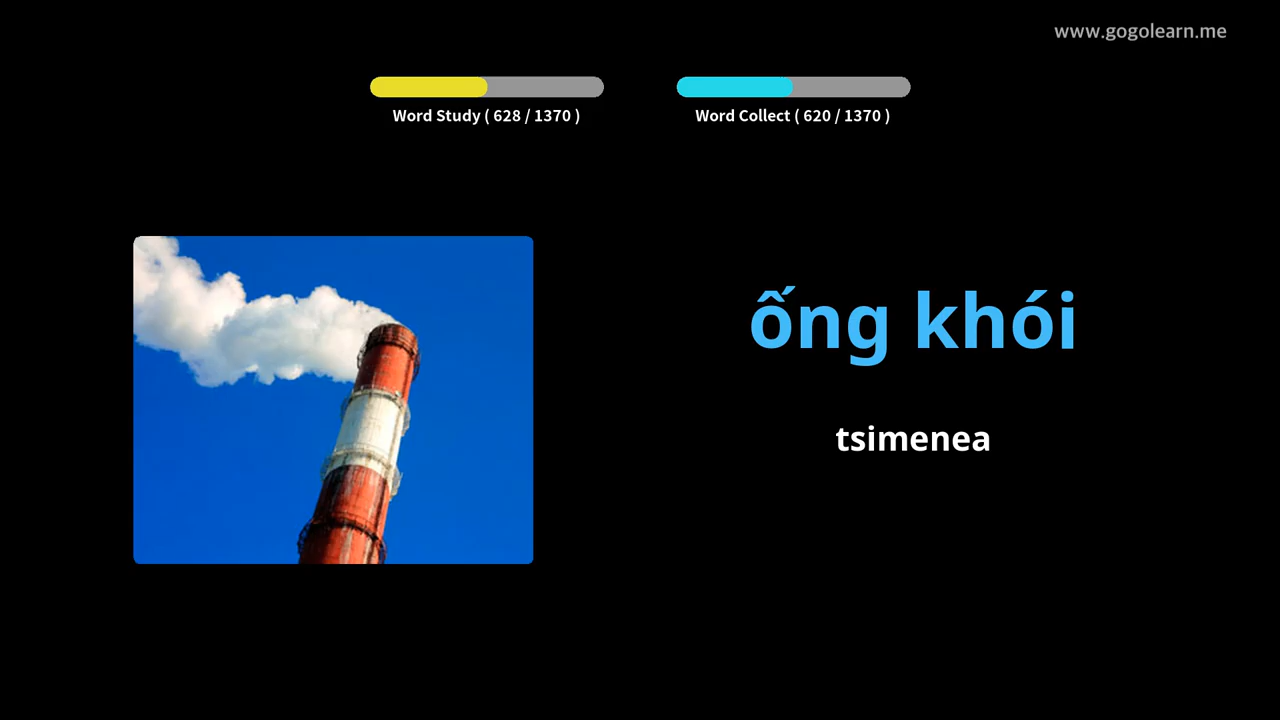 www.gogolearn.me
Word Study ( 628 / 1370 )
Word Collect ( 620 / 1370 )
ống khói
tsimenea